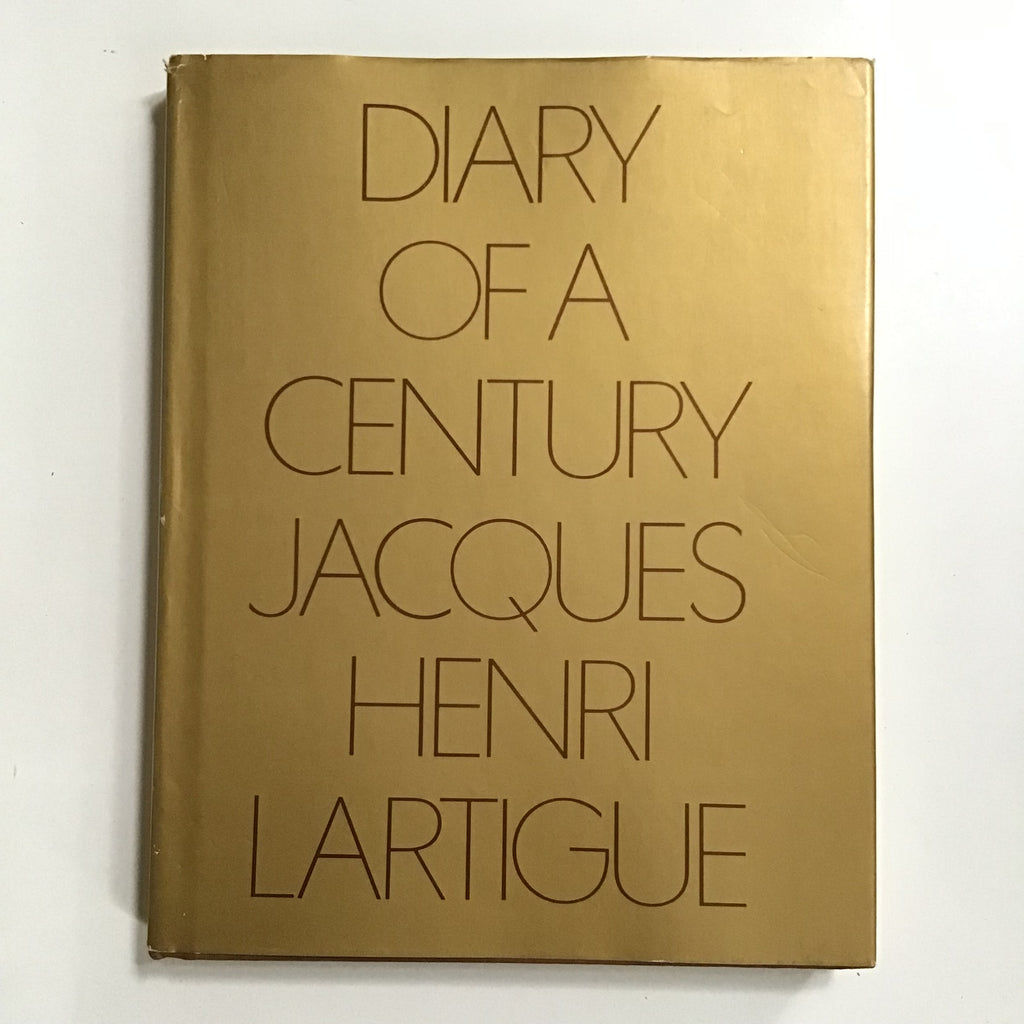 DIARY
OF A
CENTURY
JACQUES
HENRI
LARTIGUE